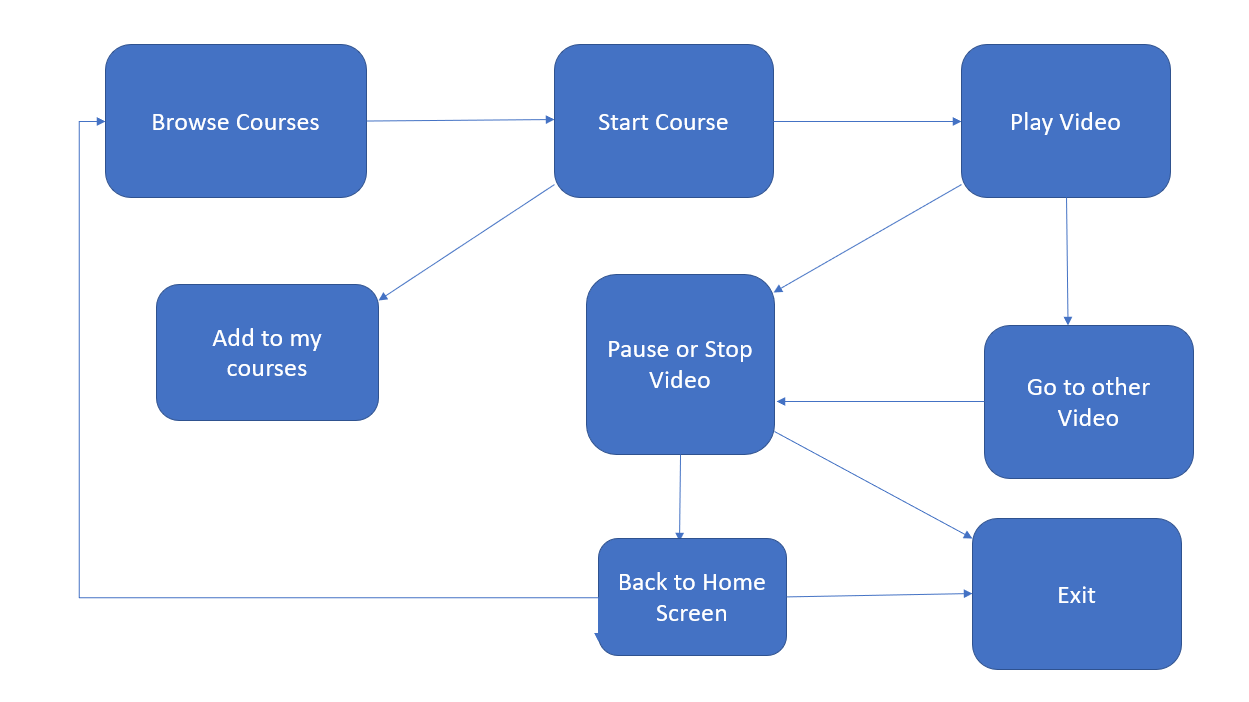 Browse Courses
Start Course
Play Video
Add to my
courses
Pause or Stop
Video
Go to other
Video
Back to Home
Screen
Exit